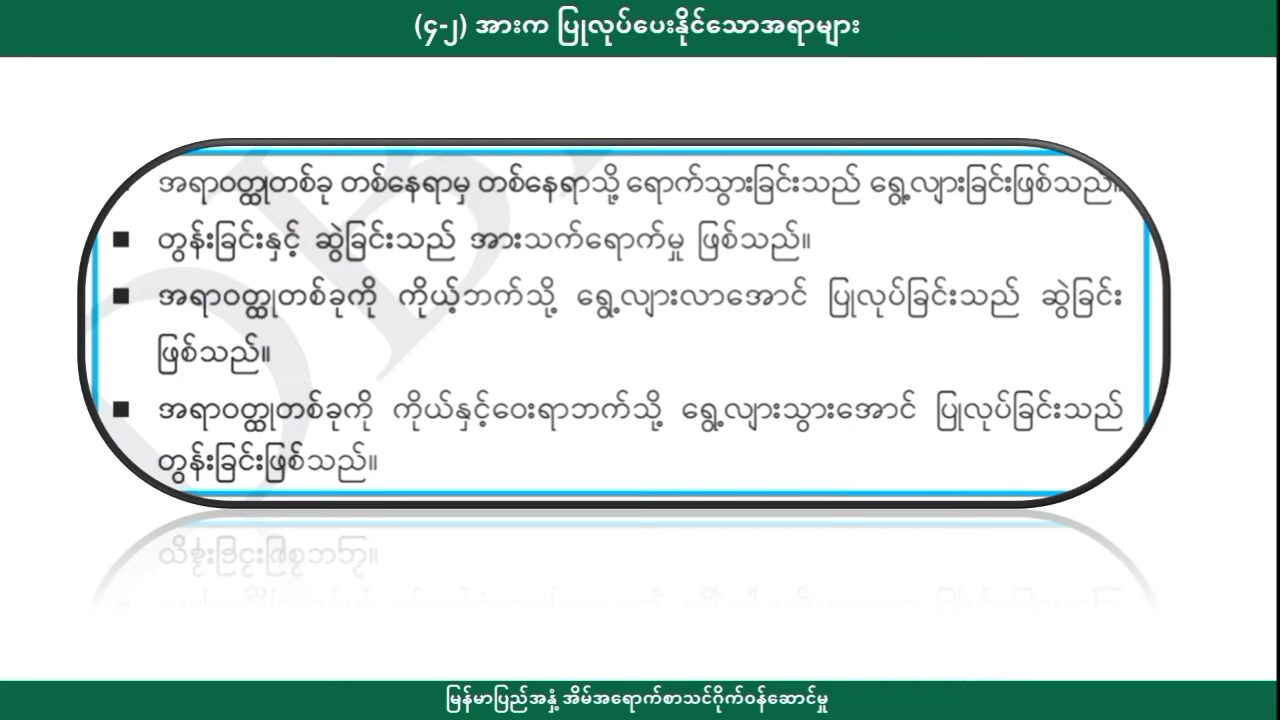 (၄-၂) အားက ပြုလုပ်ပေးနိုင်သောအရာများ
အရာဝတ္ထုတစ်ခု တစ်နေရာမှ တစ်နေရာသို့ ရောက်သွားခြင်းသည် ရွေ့လျားခြင်းဖြစ်သည်။
■ တွန်းခြင်းနှင့် ဆွဲခြင်းသည် အားသက်ရောက်မှု ဖြစ်သည်။
■ အရာဝတ္ထုတစ်ခုကို ကိုယ့်ဘက်သို့ ရွေ့လျားလာအောင် ပြုလုပ်ခြင်းသည် ဆွဲခြင်း
ဖြစ်သည်။
■ အရာဝတ္ထုတစ်ခုကို ကိုယ်နှင့်ဝေးရာဘက်သို့ ရွေ့လျားသွားအောင် ပြုလုပ်ခြင်းသည်
တွန်းခြင်းဖြစ်သည်။
မြန်မာပြည်အနှံ့ အိမ်အရောက်စာသင်ဂိုက်ဝန်ဆောင်မှု